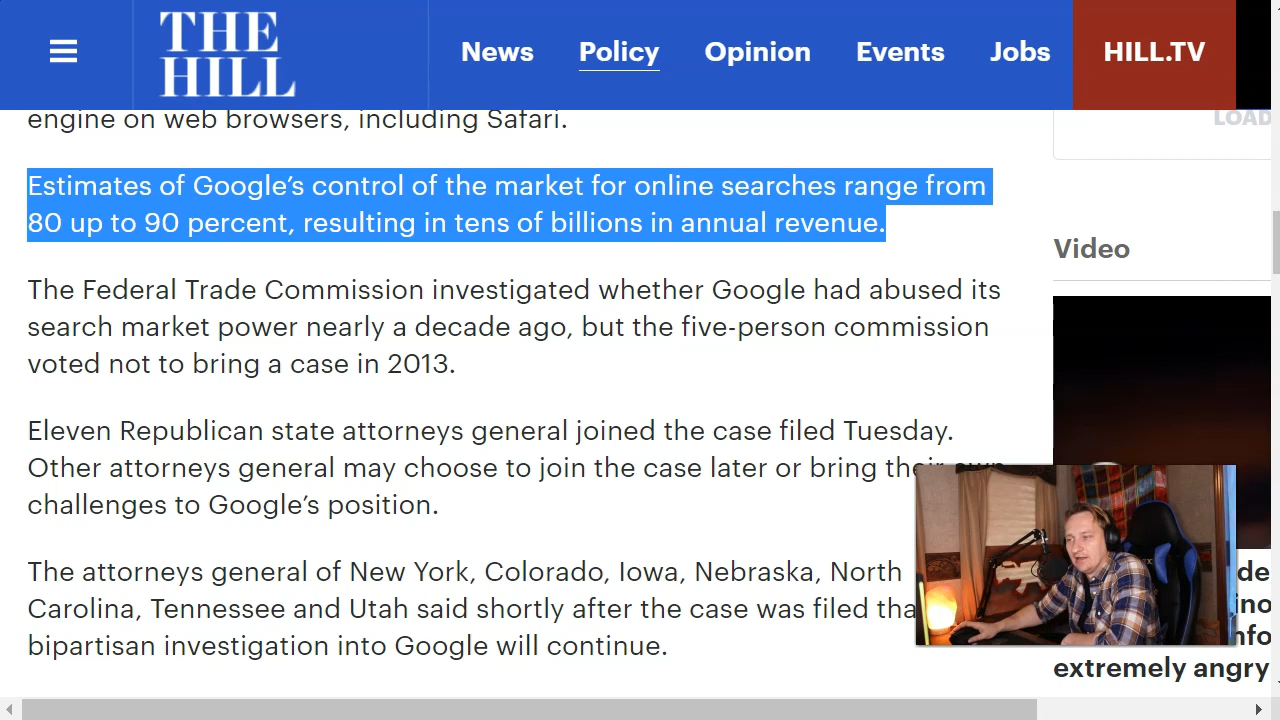 THE
HILL
News Policy Opinion Events Jobs HILL.TV
engine on web browsers, including Safari.
Estimates of Google’s control of the market for online searches range from
80 up to 90 percent, resulting in tens of billions in annual revenue.
The Federal Trade Commission investigated whether Google had abused its
search market power nearly a decade ago, but the five-person commission
voted not to bring a case in 2013.
Eleven Republican state attorneys general joined the case filed Tuesday.
Other attorneys general may choose to join the case later or bring their own
challenges to Google’s position.
The attorneys general of New York, Colorado, Iowa, Nebraska, North
Carolina, Tennessee and Utah said shortly after the case was filed
bipartisan investigation into Google will continue.
LOAD
Video
extremely angry